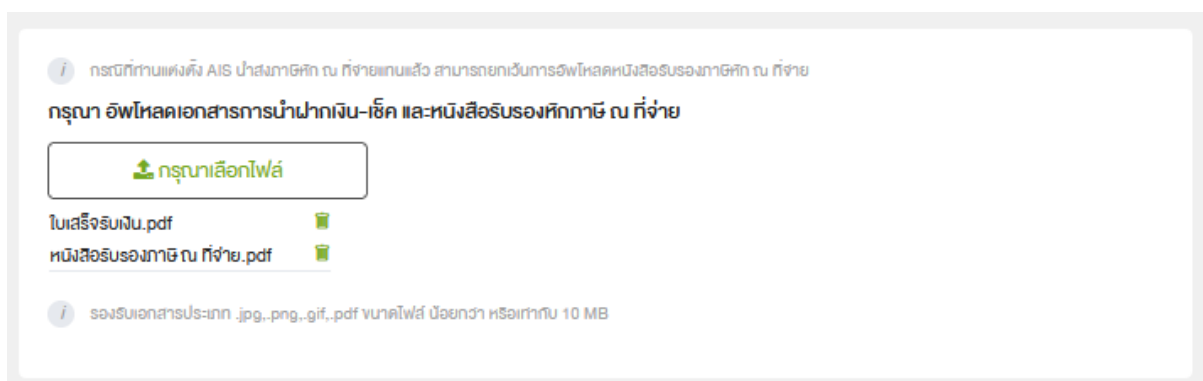 i กรณีที่ท่านแต่งตั้ง AIS นำส่งภาษีหัก ณ ที่จ่ายแทนแล้ว สามารถยกเว้นการอัพโหลดหนังสือรับรองภาษีหัก ณ ที่จ่าย
กรุณา อัพโหลดเอกสารการนำฝากเงิน-เช็ค และหนังสือรับรองหักภาษี ณ ที่จ่าย
กรุณาเลือกไฟล์
ใบเสร็จรับเงิน.pdf
หนังสือรับรองภาษี ณ ที่จ่าย.pdf
i รองรับเอกสารประเภท .jpg,.png,.gif,.pdf ขนาดไฟล์ น้อยกว่า หรือเท่ากับ 10 MB